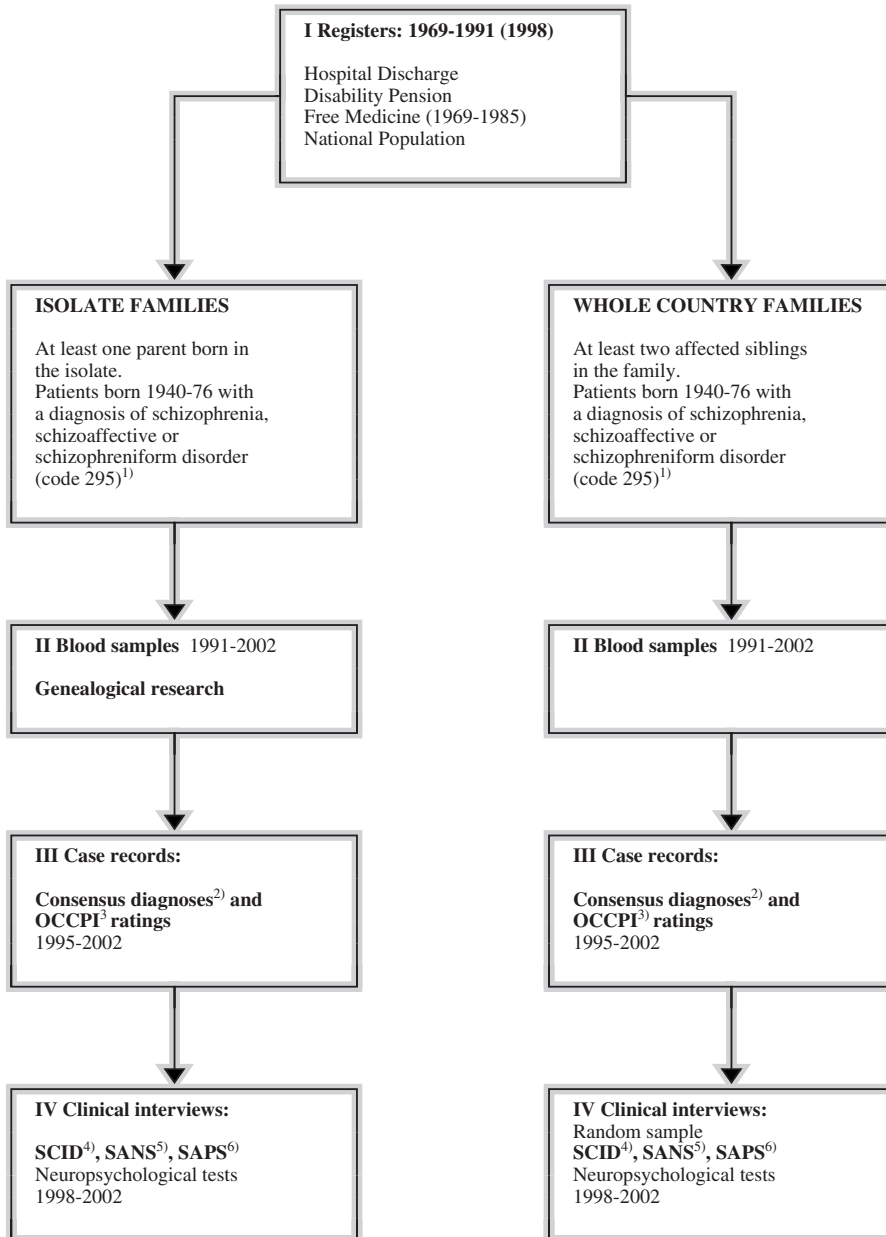 I Registers: 1969-1991 (1998)
Hospital Discharge
Disability Pension
Free Medicine (1969-1985)
National Population
ISOLATE FAMILIES
At least one parent born in
the isolate.
Patients born 1940-76 with
a diagnosis of schizophrenia,
schizoaffective or
schizophreniform disorder
(code 295)1)
WHOLE COUNTRY FAMILIES
At least two affected siblings
in the family.
Patients born 1940-76 with
a diagnosis of schizophrenia,
schizoaffective or
schizophreniform disorder
(code 295)1)
II Blood samples 1991-2002
Genealogical research
II Blood samples 1991-2002
III Case records:
Consensus diagnoses2) and
OCCPI3 ratings
1995-2002
III Case records:
Consensus diagnoses2) and
OCCPI3) ratings
1995-2002
IV Clinical interviews:
SCID4), SANS5), SAPS6)
Neuropsychological tests
1998-2002
IV Clinical interviews:
Random sample
SCID4), SANS5), SAPS6)
Neuropsychological tests
1998-2002